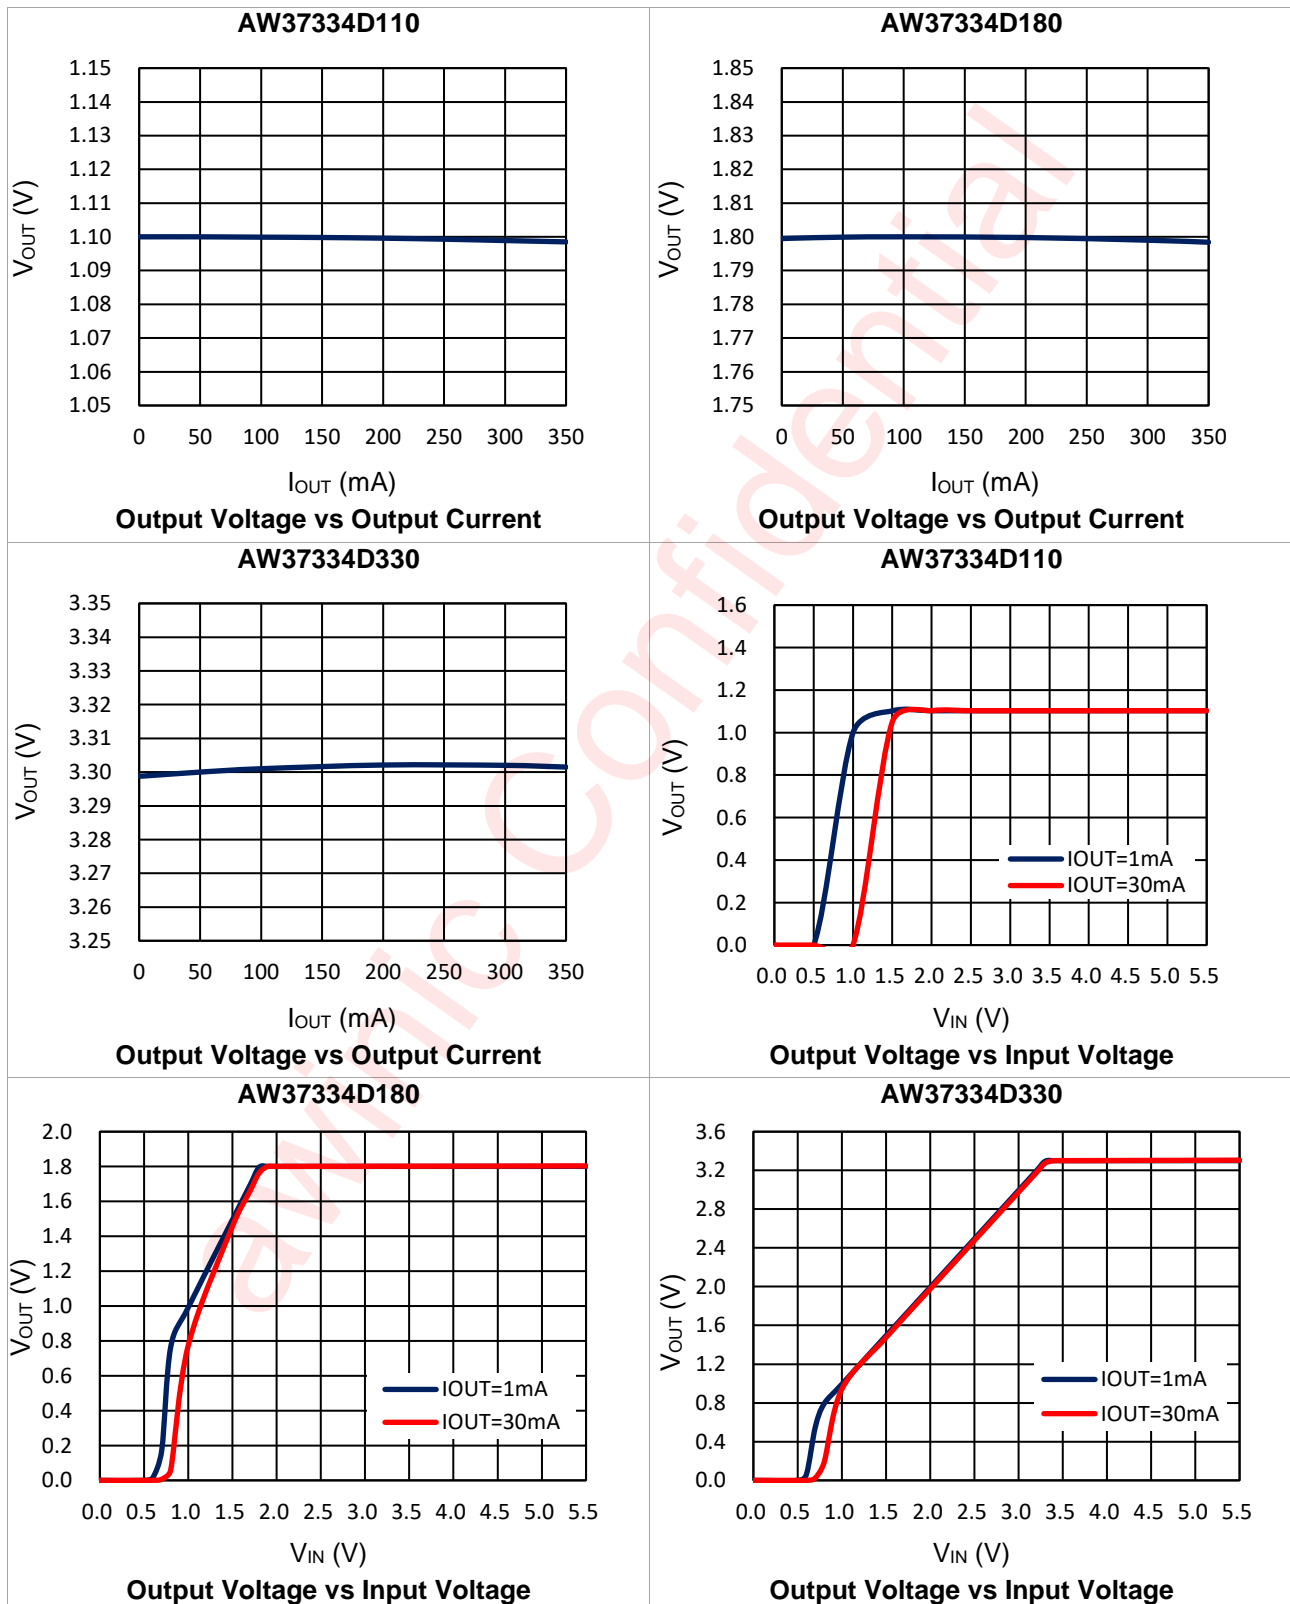 AW37334D110
1.15
1.14
1.13
1.12
1.11
1.10
1.09
1.08
1.07
1.06
1.05
VOUT (V)
0 50 100 150 200 250 300 350
IOUT (mA)
Output Voltage vs Output Current
AW37334D180
1.85
1.84
1.83
1.82
1.81
1.80
1.79
1.78
1.77
1.76
1.75
VOUT (V)
0 50 100 150 200 250 300 350
IOUT (mA)
Output Voltage vs Output Current
AW37334D330
3.35
3.34
3.33
3.32
3.31
3.30
3.29
3.28
3.27
3.26
3.25
VOUT (V)
0 50 100 150 200 250 300 350
IOUT (mA)
Output Voltage vs Output Current
AW37334D110
1.6
1.4
1.2
1.0
0.8
0.6
0.4
0.2
0.0
VOUT (V)
IOUT=1mA
IOUT=30mA
0.0 0.5 1.0 1.5 2.0 2.5 3.0 3.5 4.0 4.5 5.0 5.5
VIN (V)
Output Voltage vs Input Voltage
AW37334D180
2.0
1.8
1.6
1.4
1.2
1.0
0.8
0.6
0.4
0.2
0.0
VOUT (V)
IOUT=1mA
IOUT=30mA
0.0 0.5 1.0 1.5 2.0 2.5 3.0 3.5 4.0 4.5 5.0 5.5
VIN (V)
Output Voltage vs Input Voltage
AW37334D330
3.6
3.2
2.8
2.4
2.0
1.6
1.2
0.8
0.4
0.0
VOUT (V)
IOUT=1mA
IOUT=30mA
0.0 0.5 1.0 1.5 2.0 2.5 3.0 3.5 4.0 4.5 5.0 5.5
VIN (V)
Output Voltage vs Input Voltage
awinic Confidential